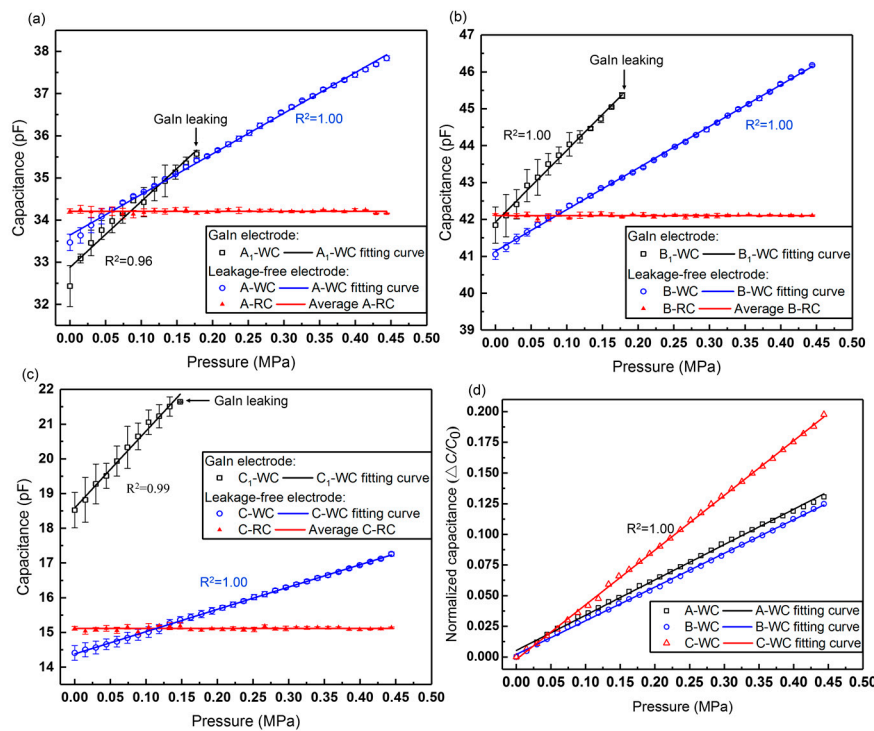 (a)
38
37
36
35
34
33
32
Capacitance (pF)
GaIn leaking
R²=1.00
R²=0.96
GaIn electrode:
A₁-WC A₁-WC fitting curve
Leakage-free electrode:
A-WC A-WC fitting curve
A-RC Average A-RC
0.00 0.05 0.10 0.15 0.20 0.25 0.30 0.35 0.40 0.45 0.50
Pressure (MPa)
(b)
47
46
45
44
43
42
41
40
39
Capacitance (pF)
GaIn leaking
R²=1.00
R²=1.00
GaIn electrode:
B₁-WC B₁-WC fitting curve
Leakage-free electrode:
B-WC B-WC fitting curve
B-RC Average B-RC
0.00 0.05 0.10 0.15 0.20 0.25 0.30 0.35 0.40 0.45 0.50
Pressure (MPa)
(c)
22
21
20
19
18
17
16
15
14
Capacitance (pF)
GaIn leaking
R²=0.99
GaIn electrode:
C₁-WC C₁-WC fitting curve
Leakage-free electrode:
C-WC C-WC fitting curve
C-RC Average C-RC
R²=1.00
0.00 0.05 0.10 0.15 0.20 0.25 0.30 0.35 0.40 0.45 0.50
Pressure (MPa)
(d)
0.200
0.175
0.150
0.125
0.100
0.075
0.050
0.025
0.000
Normalized capacitance (△C/C₀)
R²=1.00
A-WC A-WC fitting curve
B-WC B-WC fitting curve
C-WC C-WC fitting curve
0.00 0.05 0.10 0.15 0.20 0.25 0.30 0.35 0.40 0.45 0.50
Pressure (MPa)